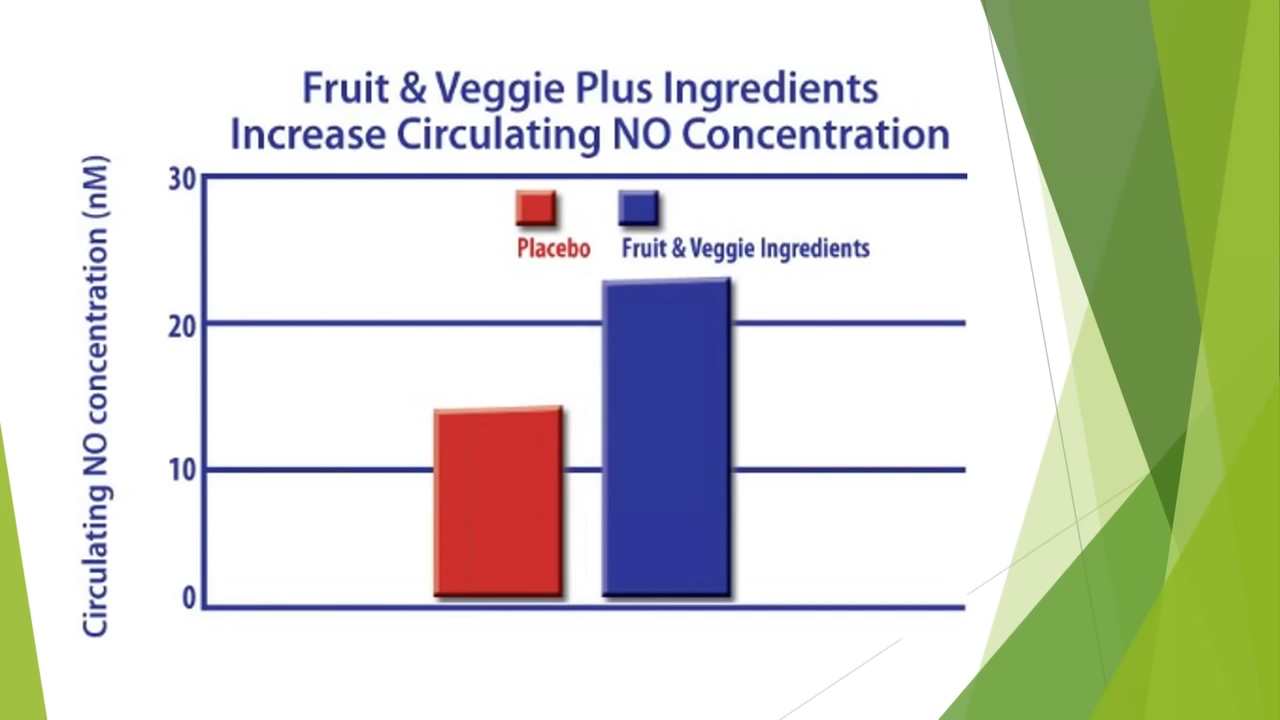 Fruit & Veggie Plus Ingredients
Increase Circulating NO Concentration
Circulating NO concentration (nM)
30
20
10
0
Placebo
Fruit & Veggie Ingredients